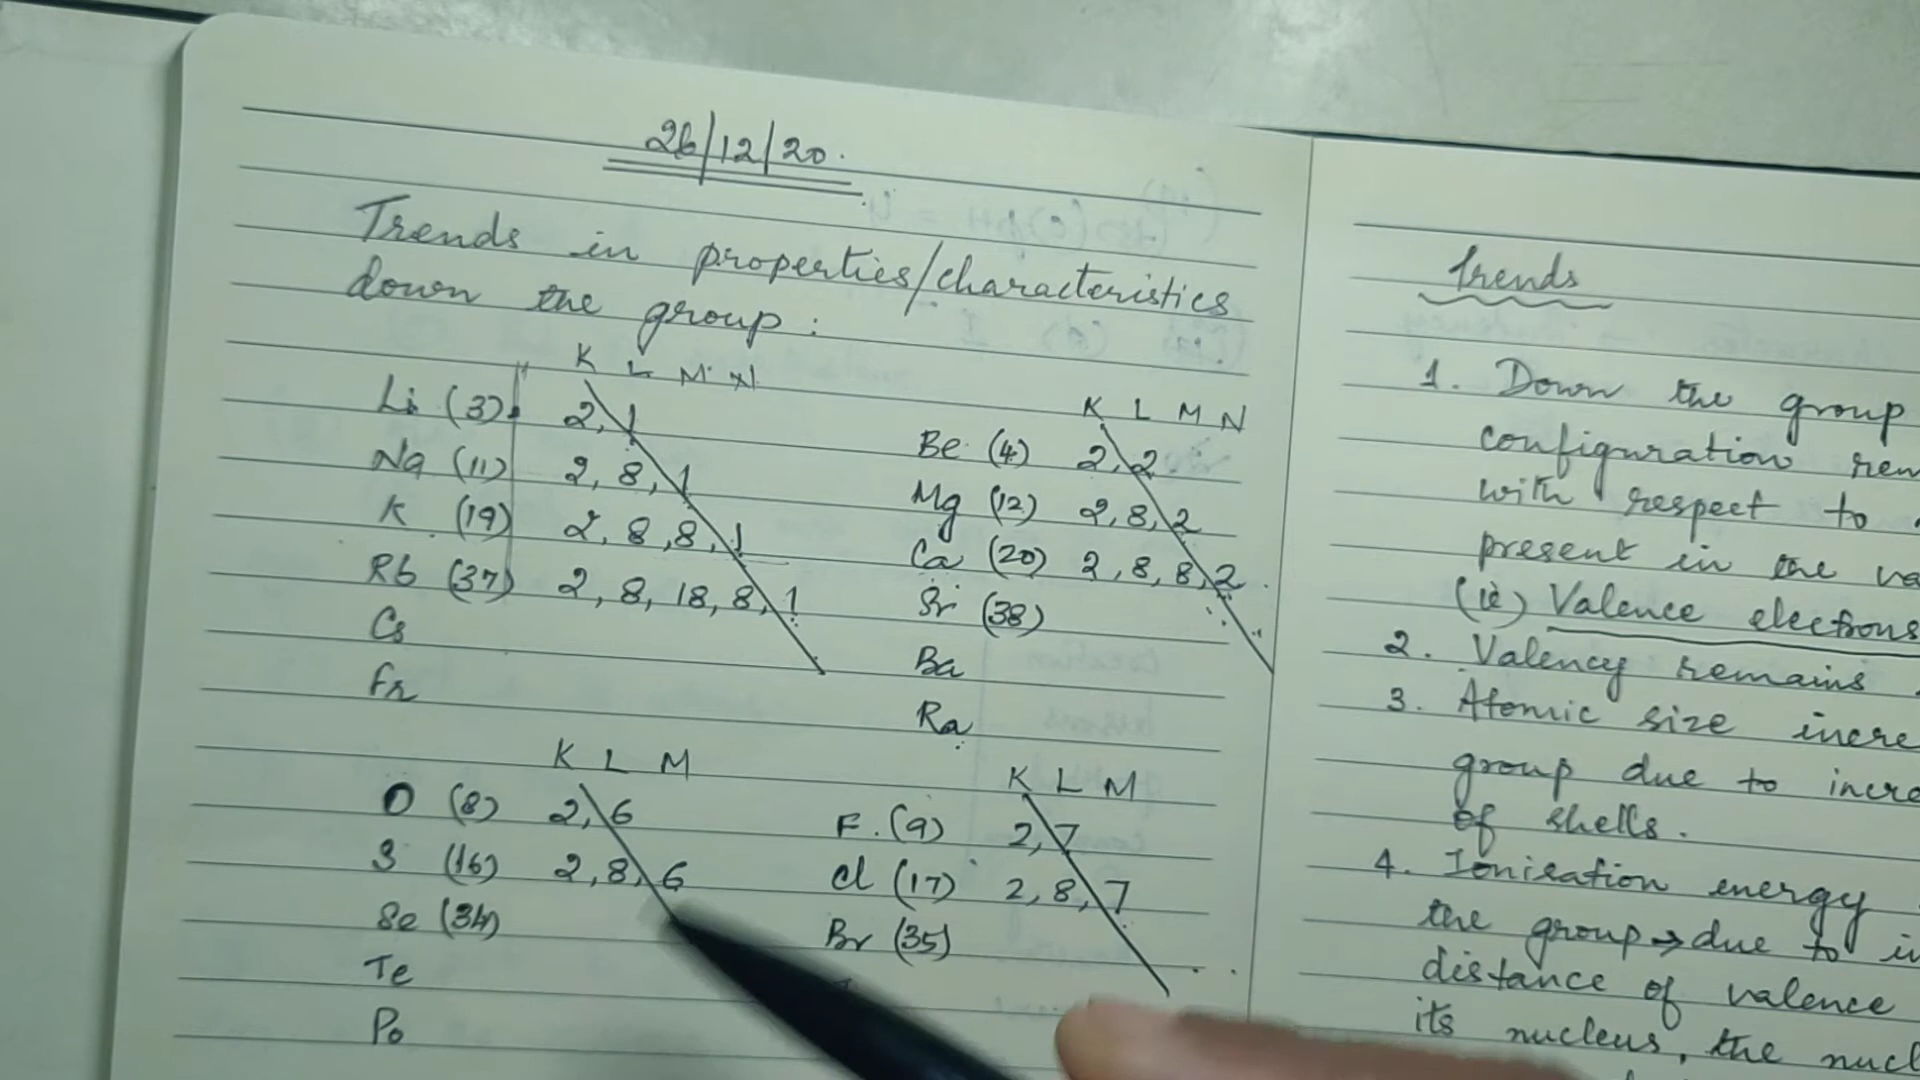 26/12/20.
Trends in properties/characteristics
down the group :
K L M N
Li (3) 2, 1
Na (11) 2, 8, 1
K (19) 2, 8, 8, 1
Rb (37) 2, 8, 18, 8, 1
Cs
Fr
K L M N
Be (4) 2, 2
Mg (12) 2, 8, 2
Ca (20) 2, 8, 8, 2
Sr (38)
Ba
Ra
K L M
O (8) 2, 6
S (16) 2, 8, 6
Se (34)
Te
Po
K L M
F. (9) 2, 7
Cl (17) 2, 8, 7
Br (35)
Trends
1. Down the group
configuration
with respect to
present in the
(ie) Valence electrons
2. Valency remains
3. Atomic size
group due to
of shells.
4. Ionisation energy
the group → due to
distance of valence
its nucleus, the